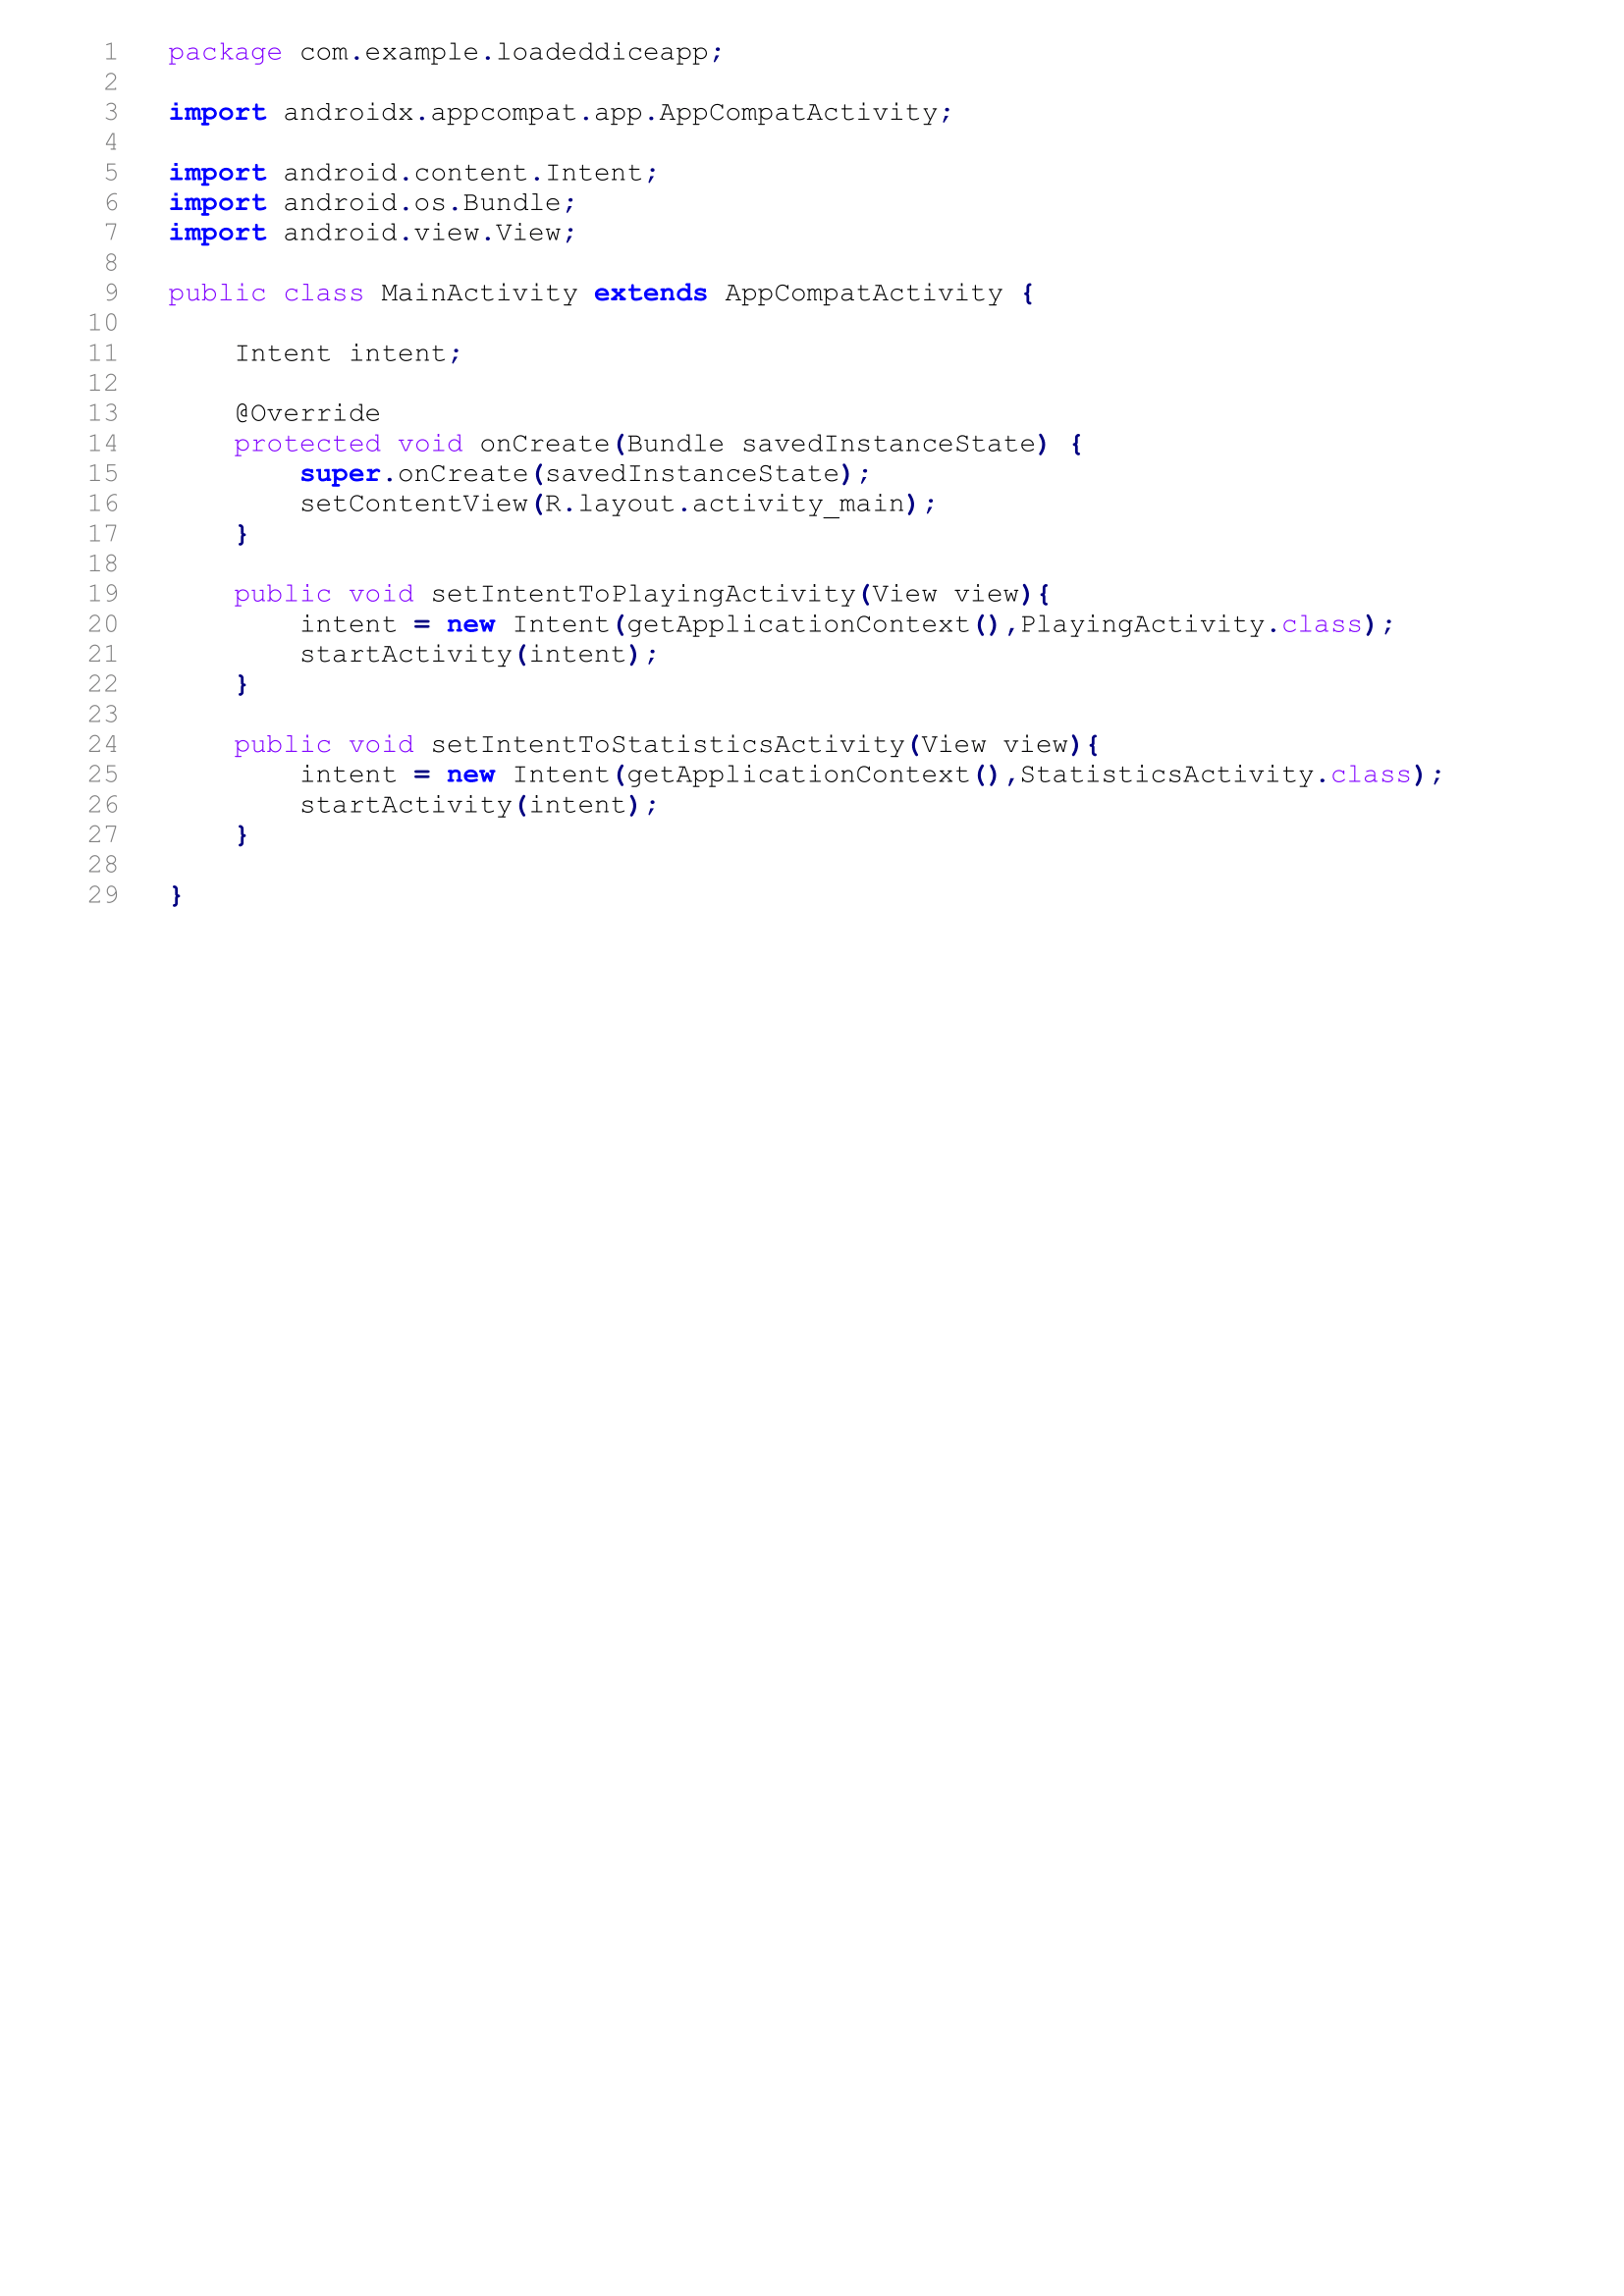 1 package com.example.loadeddiceapp;
2
3 import androidx.appcompat.app.AppCompatActivity;
4
5 import android.content.Intent;
6 import android.os.Bundle;
7 import android.view.View;
8
9 public class MainActivity extends AppCompatActivity {
10
11     Intent intent;
12
13     @Override
14     protected void onCreate(Bundle savedInstanceState) {
15         super.onCreate(savedInstanceState);
16         setContentView(R.layout.activity_main);
17     }
18
19     public void setIntentToPlayingActivity(View view){
20         intent = new Intent(getApplicationContext(),PlayingActivity.class);
21         startActivity(intent);
22     }
23
24     public void setIntentToStatisticsActivity(View view){
25         intent = new Intent(getApplicationContext(),StatisticsActivity.class);
26         startActivity(intent);
27     }
28
29 }